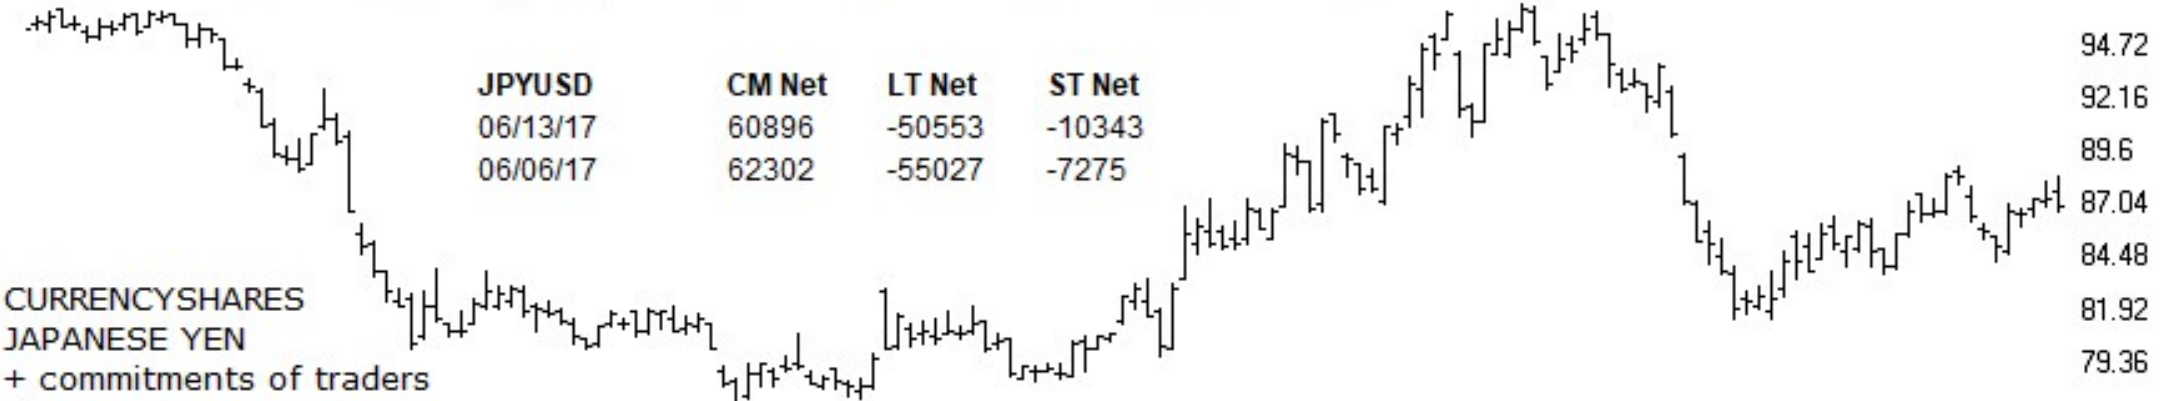 JPYUSD CM Net LT Net ST Net
06/13/17 60896 -50553 -10343
06/06/17 62302 -55027 -7275
CURRENCYSHARES
JAPANESE YEN
+ commitments of traders
94.72
92.16
89.6
87.04
84.48
81.92
79.36